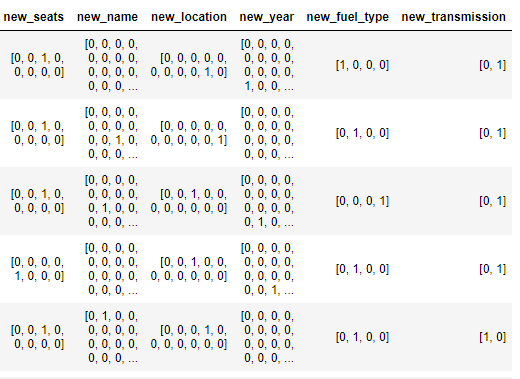 new_seats new_name new_location new_year new_fuel_type new_transmission
[0, 0, 1, 0,
0, 0, 0, 0]
[0, 0, 0, 0,
0, 0, 0, 0,
0, 0, 0, 0,
0, 0, 0, ...
[0, 0, 0, 0, 0,
0, 0, 0, 0, 1, 0]
[0, 0, 0, 0,
0, 0, 0, 0,
0, 0, 0, 0,
1, 0, 0, ...
[1, 0, 0, 0]
[0, 1]
[0, 0, 1, 0,
0, 0, 0, 0]
[0, 0, 0, 0,
0, 0, 0, 0,
0, 0, 1, 0,
0, 0, 0, ...
[0, 0, 0, 0, 0,
0, 0, 0, 0, 0, 1]
[0, 0, 0, 0,
0, 0, 0, 0,
0, 0, 0, 0,
0, 0, 0, ...
[0, 1, 0, 0]
[0, 1]
[0, 0, 1, 0,
0, 0, 0, 0]
[0, 0, 0, 0,
0, 0, 0, 0,
0, 1, 0, 0,
0, 0, 0, ...
[0, 0, 1, 0, 0,
0, 0, 0, 0, 0, 0]
[0, 0, 0, 0,
0, 0, 0, 0,
0, 0, 0, 0,
0, 1, 0, ...
[0, 0, 0, 1]
[0, 1]
[0, 0, 0, 0,
1, 0, 0, 0]
[0, 0, 0, 0,
0, 0, 0, 0,
0, 0, 0, 0,
0, 0, 0, ...
[0, 0, 1, 0, 0,
0, 0, 0, 0, 0, 0]
[0, 0, 0, 0,
0, 0, 0, 0,
0, 0, 0, 0,
0, 0, 1, ...
[0, 1, 0, 0]
[0, 1]
[0, 0, 1, 0,
0, 0, 0, 0]
[0, 1, 0, 0,
0, 0, 0, 0,
0, 0, 0, 0,
0, 0, 0, ...
[0, 0, 0, 1, 0,
0, 0, 0, 0, 0, 0]
[0, 0, 0, 0,
0, 0, 0, 0,
0, 0, 0, 0,
0, 0, 0, ...
[0, 1, 0, 0]
[1, 0]